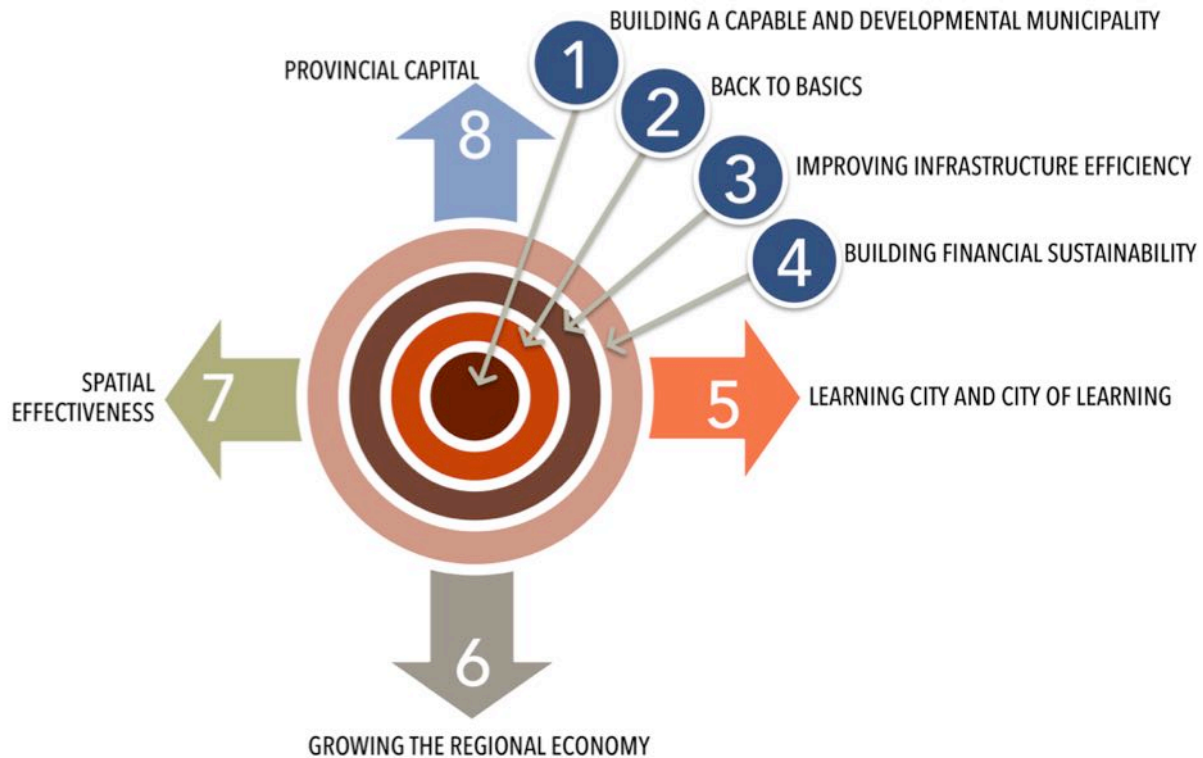 1
BUILDING A CAPABLE AND DEVELOPMENTAL MUNICIPALITY
PROVINCIAL CAPITAL
8
2
BACK TO BASICS
3
IMPROVING INFRASTRUCTURE EFFICIENCY
4
BUILDING FINANCIAL SUSTAINABILITY
SPATIAL
EFFECTIVENESS
7
5
LEARNING CITY AND CITY OF LEARNING
6
GROWING THE REGIONAL ECONOMY